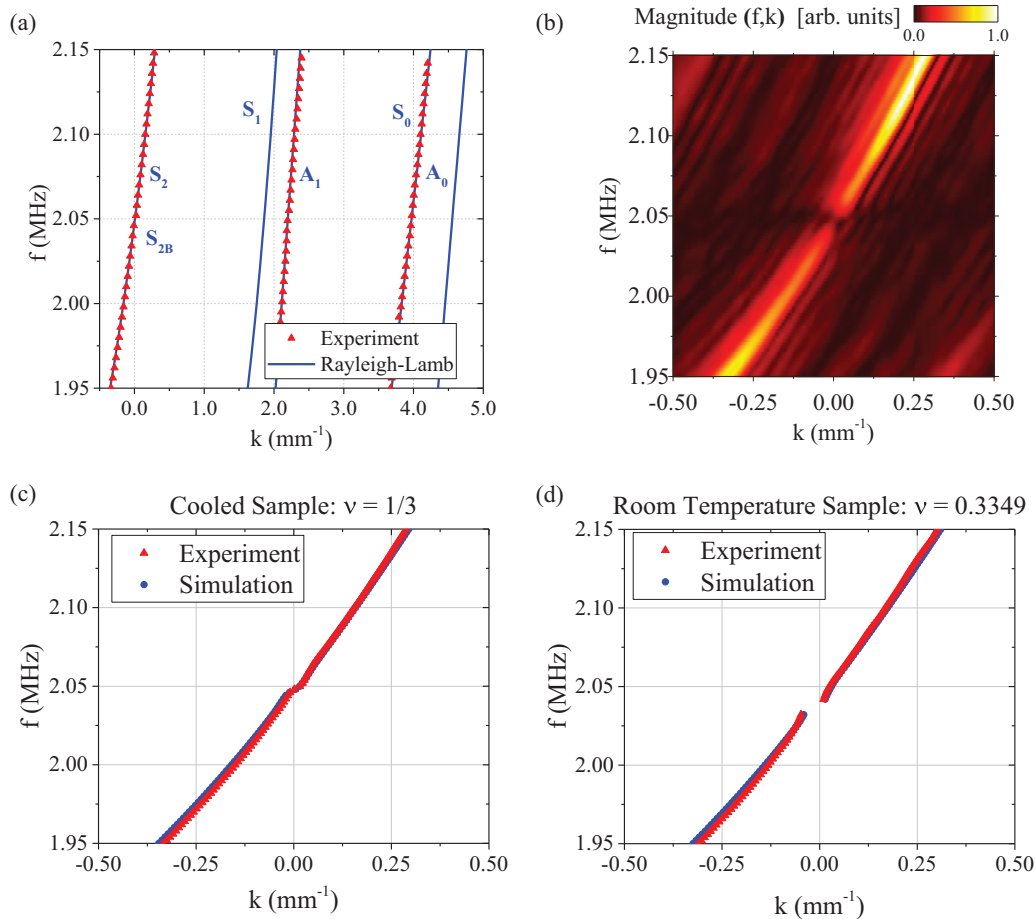 (a)
2.15
2.10
2.05
2.00
1.95
f (MHz)
S₂
S₂B
S₁
A₁
S₀
A₀
Experiment
Rayleigh-Lamb
0.0 1.0 2.0 3.0 4.0 5.0
k (mm⁻¹)
(b)
Magnitude (f,k) [arb. units]
0.0 1.0
2.15
2.10
2.05
2.00
1.95
f (MHz)
-0.50 -0.25 0.00 0.25 0.50
k (mm⁻¹)
(c)
Cooled Sample: ν = 1/3
2.15
2.10
2.05
2.00
1.95
f (MHz)
Experiment
Simulation
-0.50 -0.25 0.00 0.25 0.50
k (mm⁻¹)
(d)
Room Temperature Sample: ν = 0.3349
2.15
2.10
2.05
2.00
1.95
f (MHz)
Experiment
Simulation
-0.50 -0.25 0.00 0.25 0.50
k (mm⁻¹)